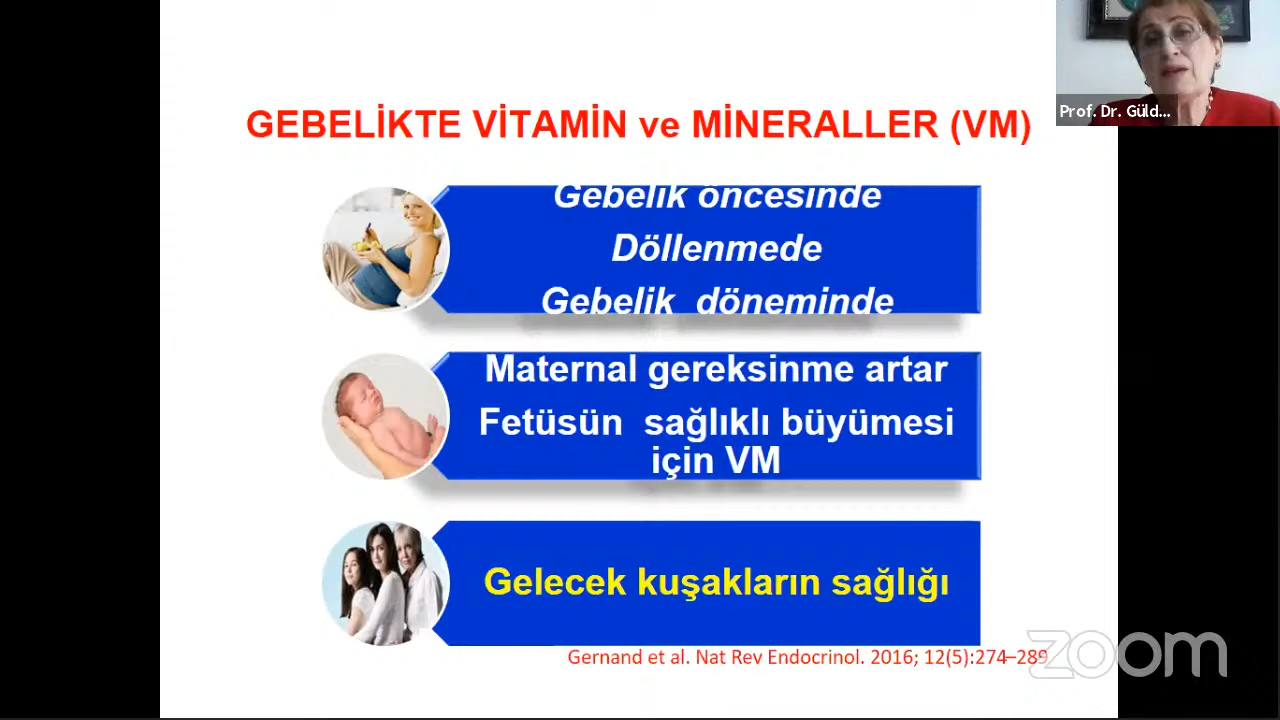 GEBELİKTE VİTAMİN ve MİNERALLER (VM)
Gebelik öncesinde
Döllenmede
Gebelik döneminde
Maternal gereksinme artar
Fetüsün sağlıklı büyümesi
için VM
Gelecek kuşakların sağlığı
Gernand et al. Nat Rev Endocrinol. 2016; 12(5):274–289
Prof. Dr. Güld...
zoom